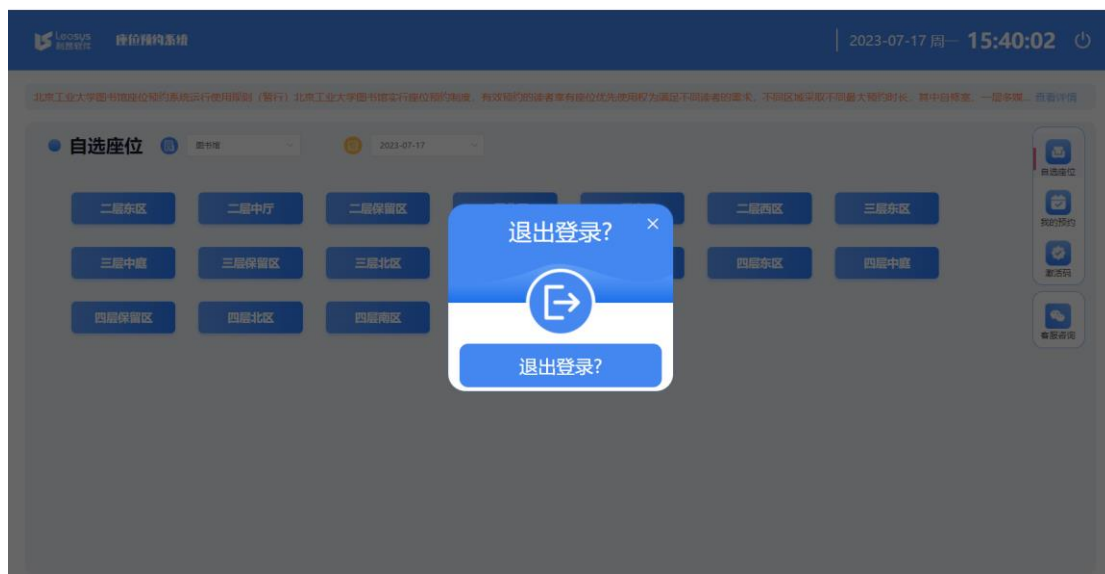 Leosys
利昂软件
座位预约系统
2023-07-17 周一 15:40:02
北京工业大学图书馆座位预约系统运行使用规则（暂行）北京工业大学图书馆实行座位预约制度，有效预约的读者享有座位优先使用权为满足不同读者的需求，不同区域采取不同最大预约时长，其中自修室、一层多媒... 查看详情
自选座位 图书馆 2023-07-17
二层东区 二层中厅 二层保留区 二层西区 三层东区
三层中庭 三层保留区 三层北区 四层东区 四层中庭
四层保留区 四层北区 四层南区
退出登录?
退出登录?
自选座位
我的预约
激活码
客服咨询